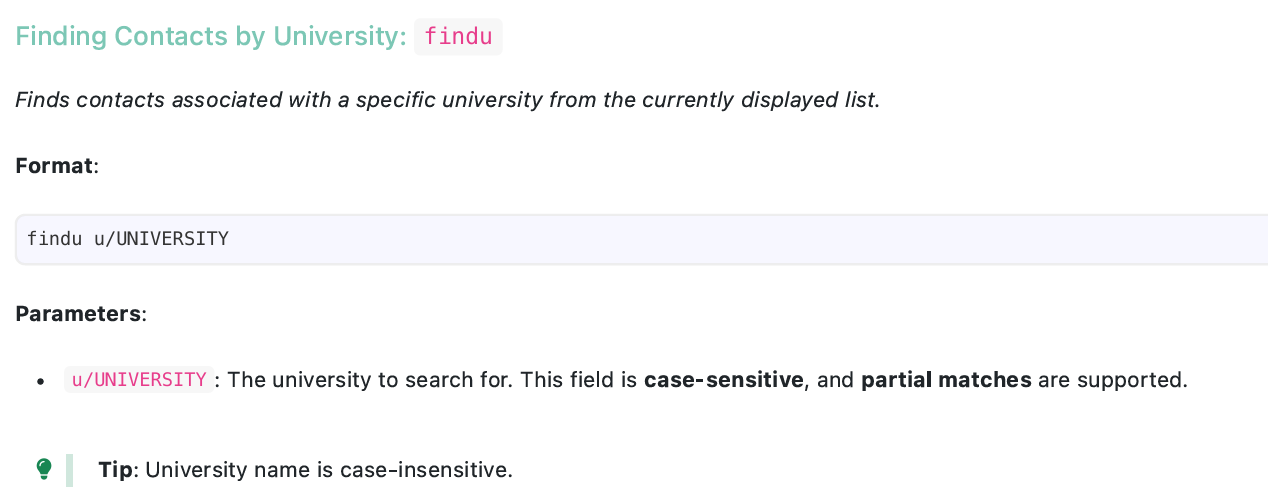 Finding Contacts by University: findu
Finds contacts associated with a specific university from the currently displayed list.
Format:
findu u/UNIVERSITY
Parameters:
• u/UNIVERSITY: The university to search for. This field is case-sensitive, and partial matches are supported.
Tip: University name is case-insensitive.